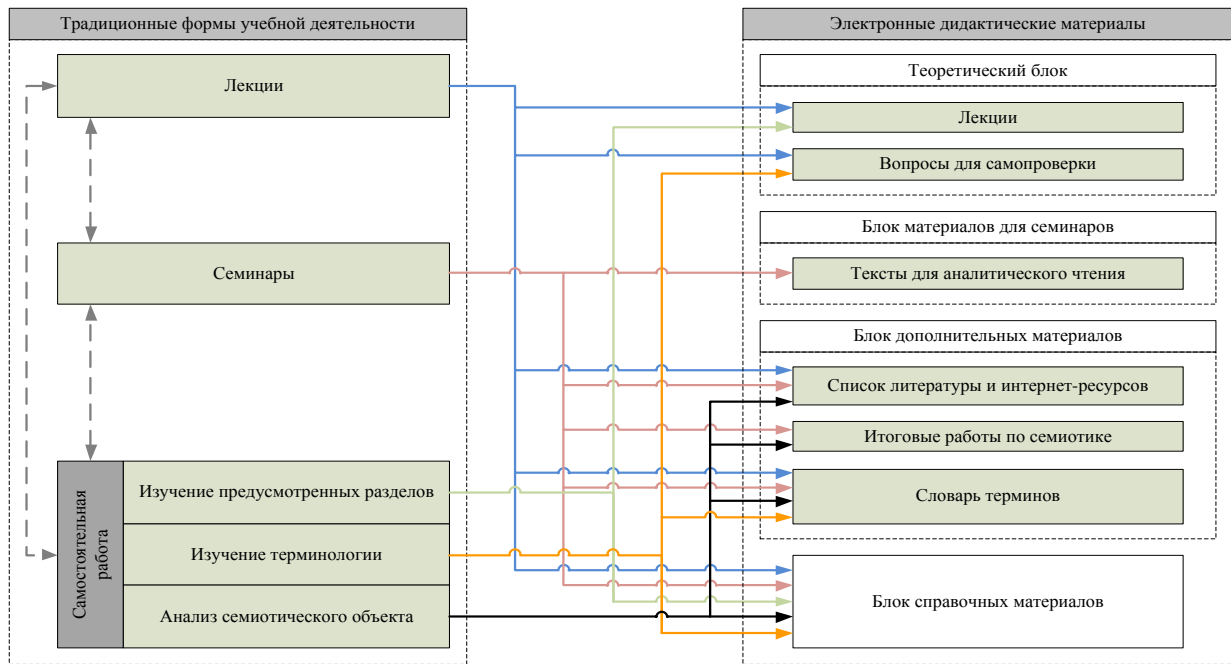 Традиционные формы учебной деятельности
Лекции
Семинары
Самостоятельная
работа
Изучение предусмотренных разделов
Изучение терминологии
Анализ семиотического объекта
Электронные дидактические материалы
Теоретический блок
Лекции
Вопросы для самопроверки
Блок материалов для семинаров
Тексты для аналитического чтения
Блок дополнительных материалов
Список литературы и интернет-ресурсов
Итоговые работы по семиотике
Словарь терминов
Блок справочных материалов